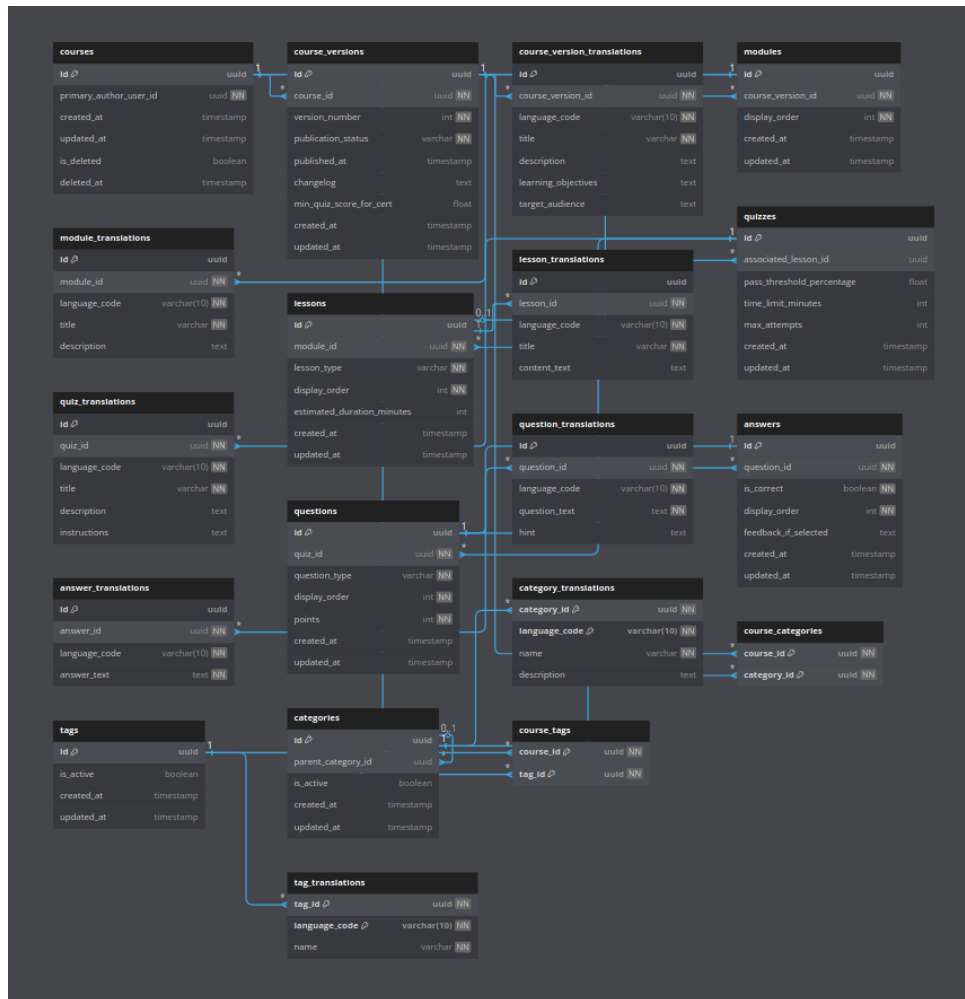 courses
id uuid
primary_author_user_id uuid NN
created_at timestamp
updated_at timestamp
is_deleted boolean
deleted_at timestamp
course_versions
id uuid
course_id uuid NN
version_number int NN
publication_status varchar NN
published_at timestamp
changelog text
min_quiz_score_for_cert float
created_at timestamp
updated_at timestamp
course_version_translations
id uuid
course_version_id uuid NN
language_code varchar(10) NN
title varchar NN
description text
learning_objectives text
target_audience text
modules
id uuid
course_version_id uuid NN
display_order int NN
created_at timestamp
updated_at timestamp
module_translations
id uuid
module_id uuid NN
language_code varchar(10) NN
title varchar NN
description text
lessons
id uuid
module_id uuid NN
lesson_type varchar NN
display_order int NN
estimated_duration_minutes int
created_at timestamp
updated_at timestamp
lesson_translations
id uuid
lesson_id uuid NN
language_code varchar(10) NN
title varchar NN
content_text text
quizzes
id uuid
associated_lesson_id uuid
pass_threshold_percentage float
time_limit_minutes int
max_attempts int
created_at timestamp
updated_at timestamp
quiz_translations
id uuid
quiz_id uuid NN
language_code varchar(10) NN
title varchar NN
description text
instructions text
questions
id uuid
quiz_id uuid NN
question_type varchar NN
display_order int NN
points int NN
created_at timestamp
updated_at timestamp
question_translations
id uuid
question_id uuid NN
language_code varchar(10) NN
question_text text NN
hint text
answers
id uuid
question_id uuid NN
is_correct boolean NN
display_order int NN
feedback_if_selected text
created_at timestamp
updated_at timestamp
answer_translations
id uuid
answer_id uuid NN
language_code varchar(10) NN
answer_text text NN
categories
id uuid
parent_category_id uuid
is_active boolean
created_at timestamp
updated_at timestamp
category_translations
category_id uuid NN
language_code varchar(10) NN
name varchar NN
description text
course_categories
course_id uuid NN
category_id uuid NN
tags
id uuid
is_active boolean
created_at timestamp
updated_at timestamp
course_tags
course_id uuid NN
tag_id uuid NN
tag_translations
tag_id uuid NN
language_code varchar(10) NN
name varchar NN
1
*
1
*
1
*
*
1
*
0..1
1
*
*
*
1
*
1
*
*
1
*
*
*
*
0..1
1
*
*
*
1
*